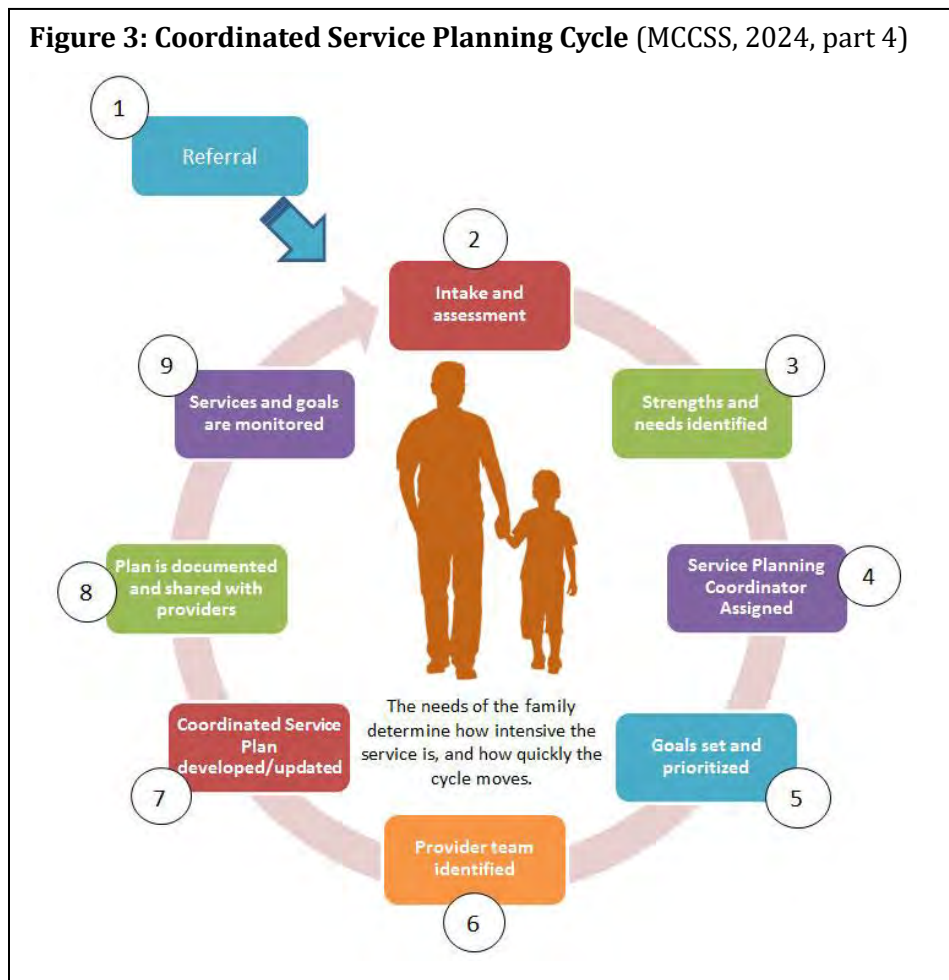 Figure 3: Coordinated Service Planning Cycle (MCCSS, 2024, part 4)
1
Referral
2
Intake and
assessment
3
Strengths and
needs identified
4
Service Planning
Coordinator
Assigned
5
Goals set and
prioritized
6
Provider team
identified
7
Coordinated Service
Plan
developed/updated
8
Plan is documented
and shared with
providers
9
Services and goals
are monitored
The needs of the family
determine how intensive the
service is, and how quickly the
cycle moves.